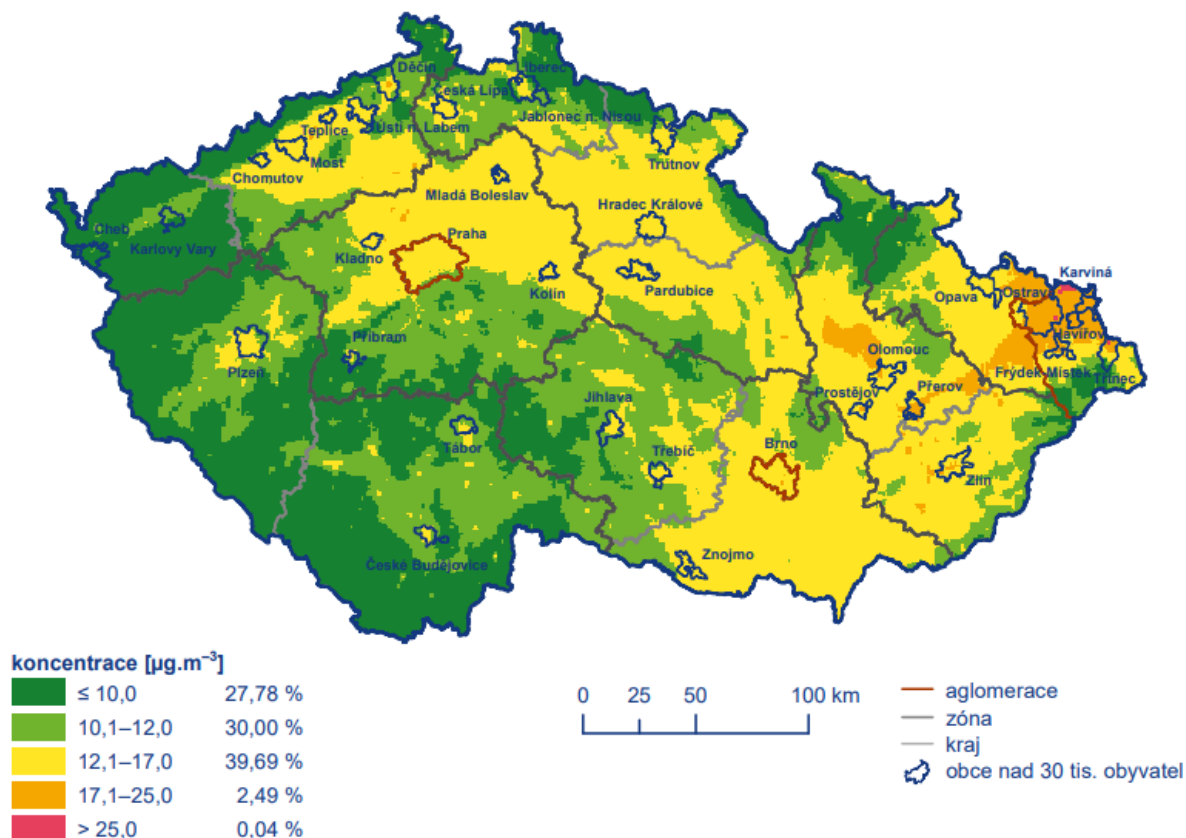 Děčín
Liberec
Česká Lípa
Jablonec n. Nisou
Teplice
Ústí n. Labem
Most
Trutnov
Chomutov
Mladá Boleslav
Hradec Králové
Cheb
Karlovy Vary
Praha
Kladno
Kolín
Pardubice
Karviná
Opava
Ostrava
Havířov
Příbram
Plzeň
Olomouc
Frýdek Místek
Třinec
Prostějov
Přerov
Jihlava
Tábor
Třebíč
Brno
Zlín
Znojmo
České Budějovice
koncentrace [µg.m⁻³]
≤ 10,0 27,78 %
10,1–12,0 30,00 %
12,1–17,0 39,69 %
17,1–25,0 2,49 %
> 25,0 0,04 %
0 25 50 100 km
aglomerace
zóna
kraj
obce nad 30 tis. obyvatel